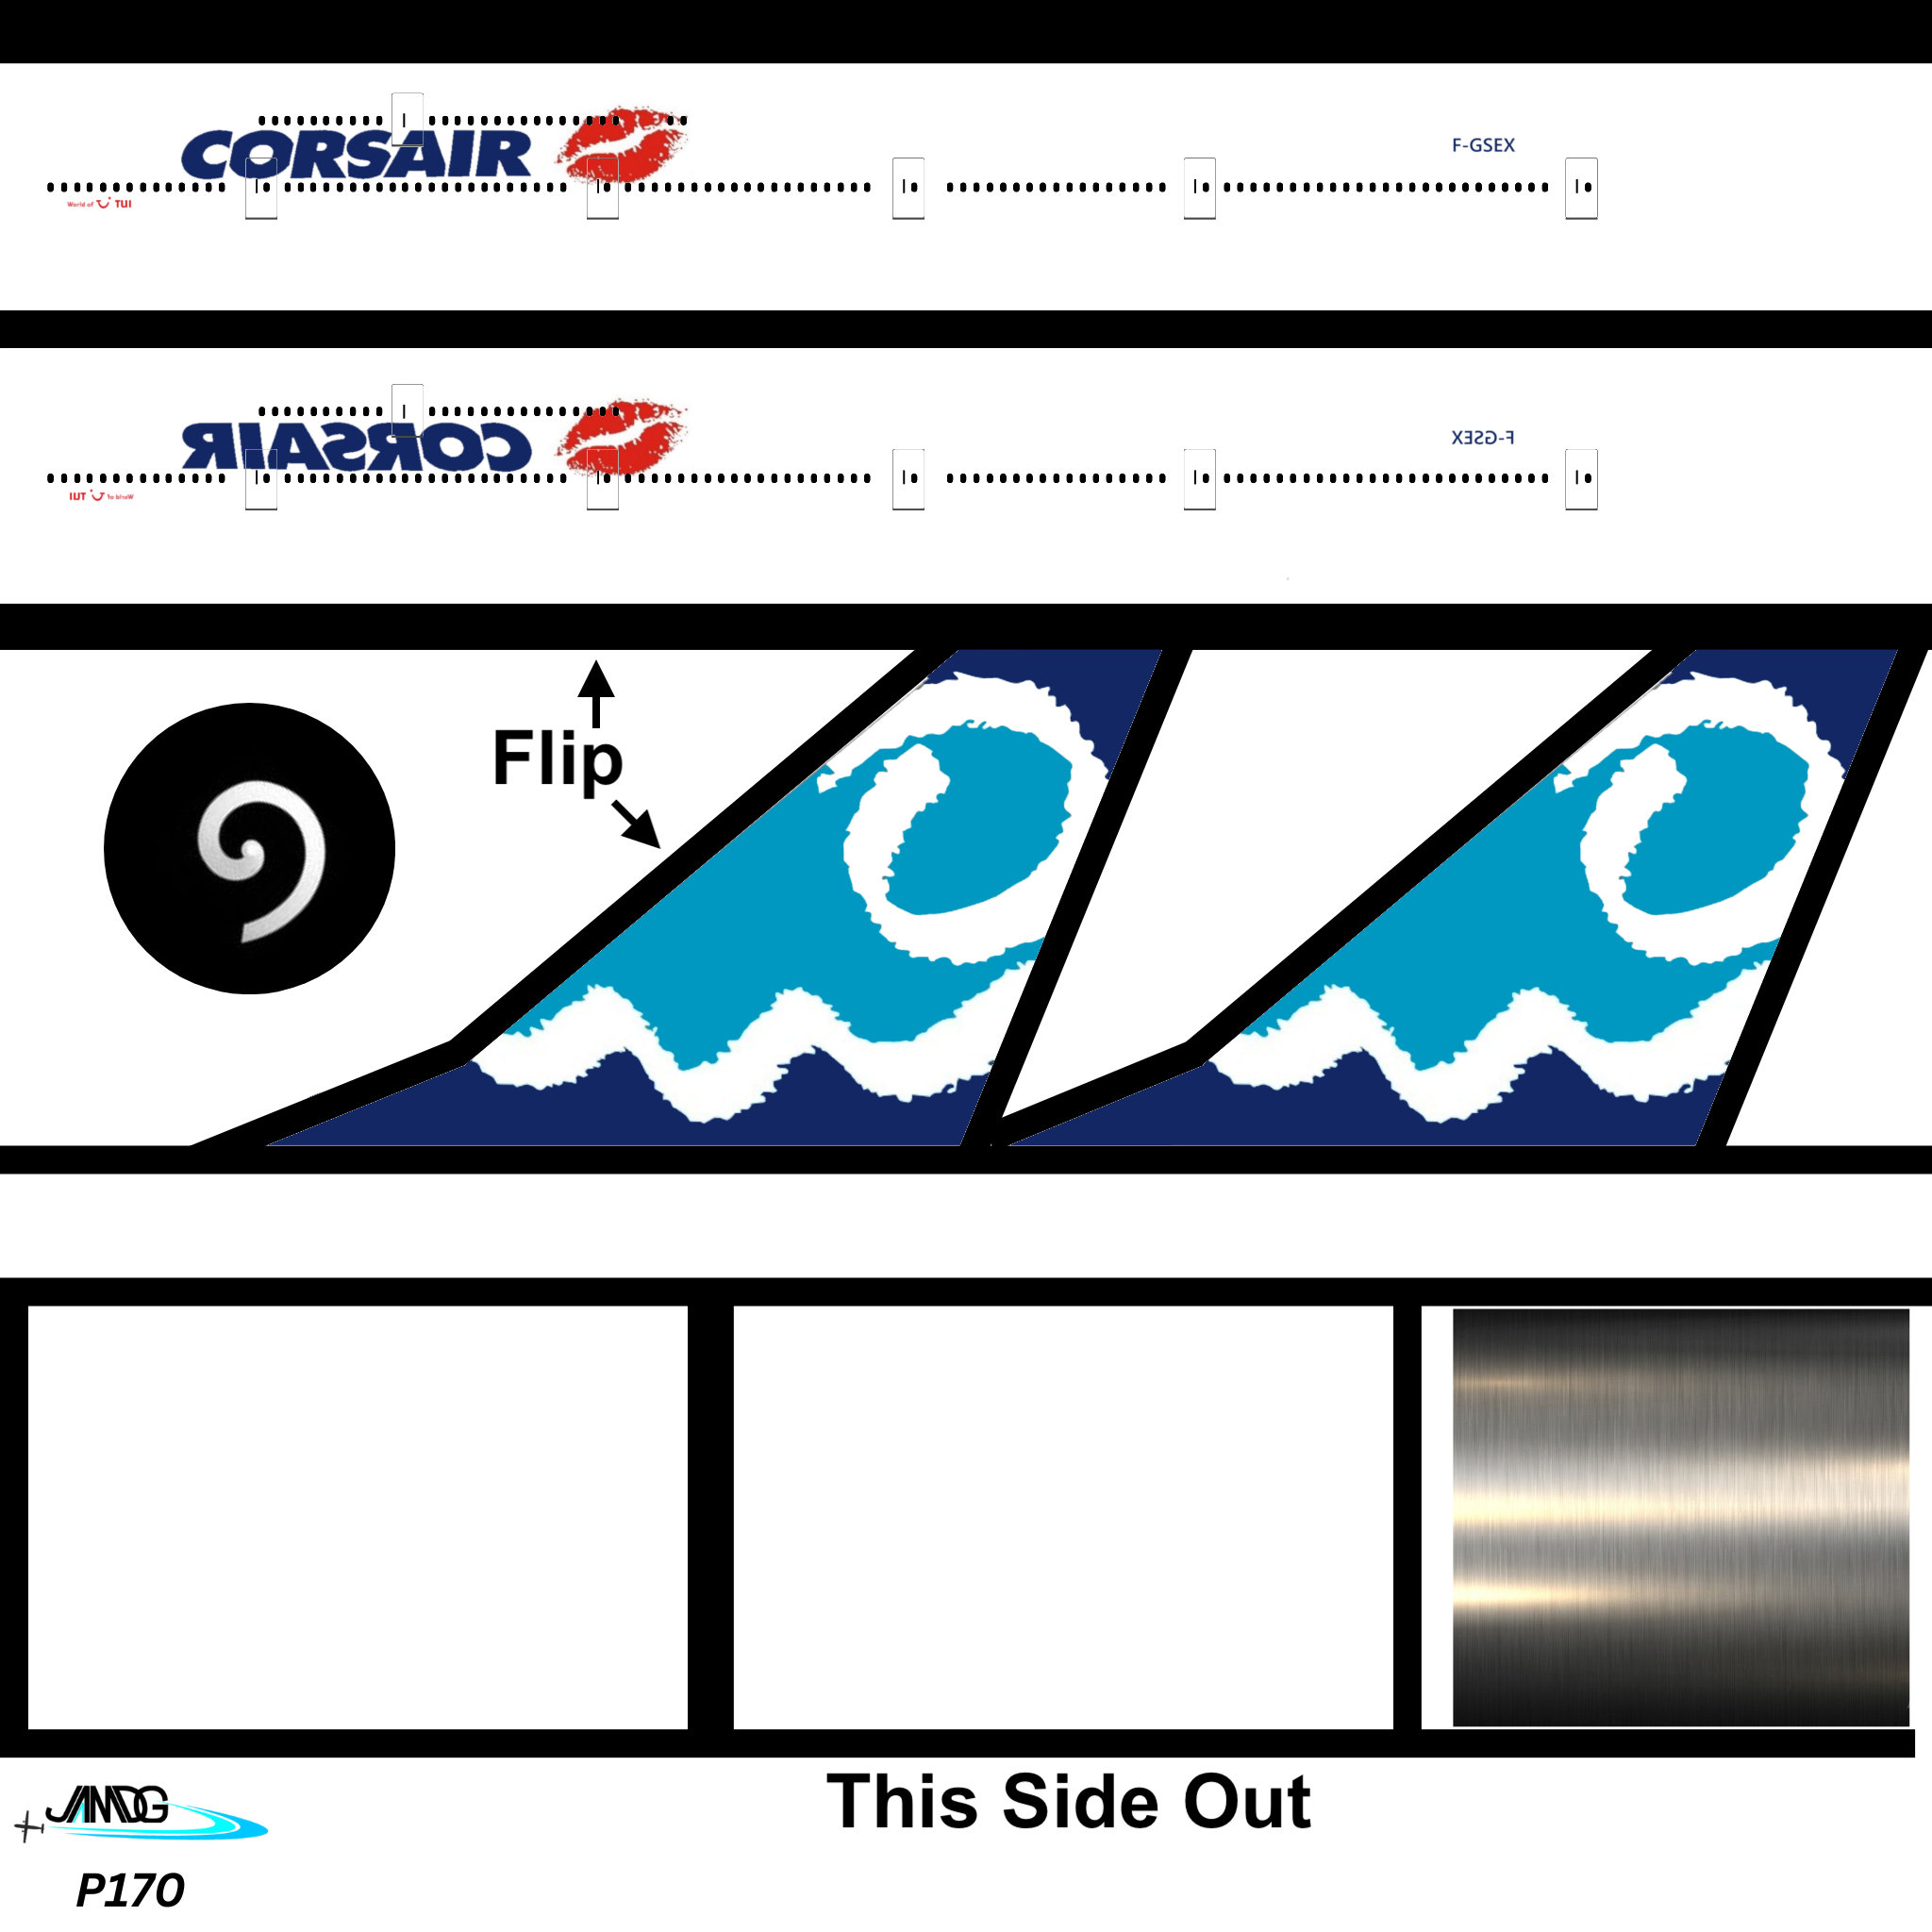 CORSAIR
F-GSEX
World of TUI
CORSAIR
F-GSEX
World of TUI
Flip
This Side Out
JAMDG
P170